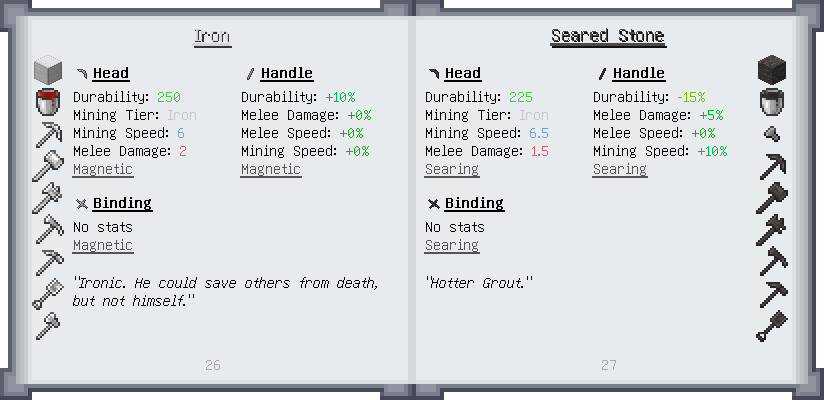 Iron
Head
Durability: 250
Mining Tier: Iron
Mining Speed: 6
Melee Damage: 2
Magnetic
Handle
Durability: +10%
Melee Damage: +0%
Melee Speed: +0%
Mining Speed: +0%
Magnetic
Binding
No stats
Magnetic
"Ironic. He could save others from death,
but not himself."
26
Seared Stone
Head
Durability: 225
Mining Tier: Iron
Mining Speed: 6.5
Melee Damage: 1.5
Searing
Handle
Durability: -15%
Melee Damage: +5%
Melee Speed: +0%
Mining Speed: +10%
Searing
Binding
No stats
Searing
"Hotter Grout."
27